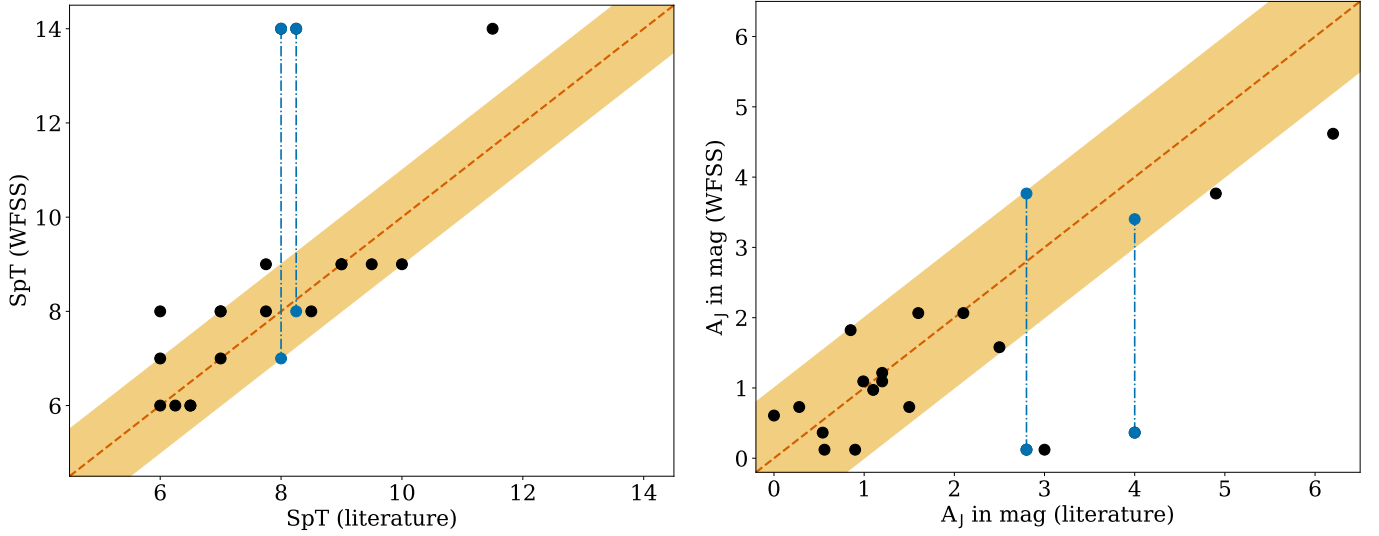 14
12
10
8
6
SpT (WFSS)
6 8 10 12 14
SpT (literature)
6
5
4
3
2
1
0
A_J in mag (WFSS)
0 1 2 3 4 5 6
A_J in mag (literature)